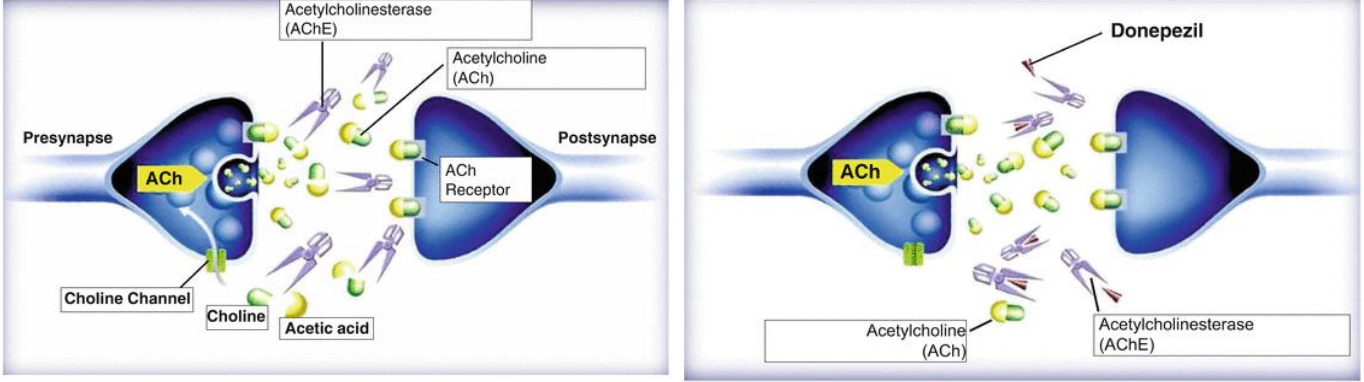 Acetylcholinesterase
(AChE)
Acetylcholine
(ACh)
Presynapse
Postsynapse
ACh
ACh
Receptor
Choline Channel
Choline
Acetic acid
Donepezil
ACh
Acetylcholine
(ACh)
Acetylcholinesterase
(AChE)